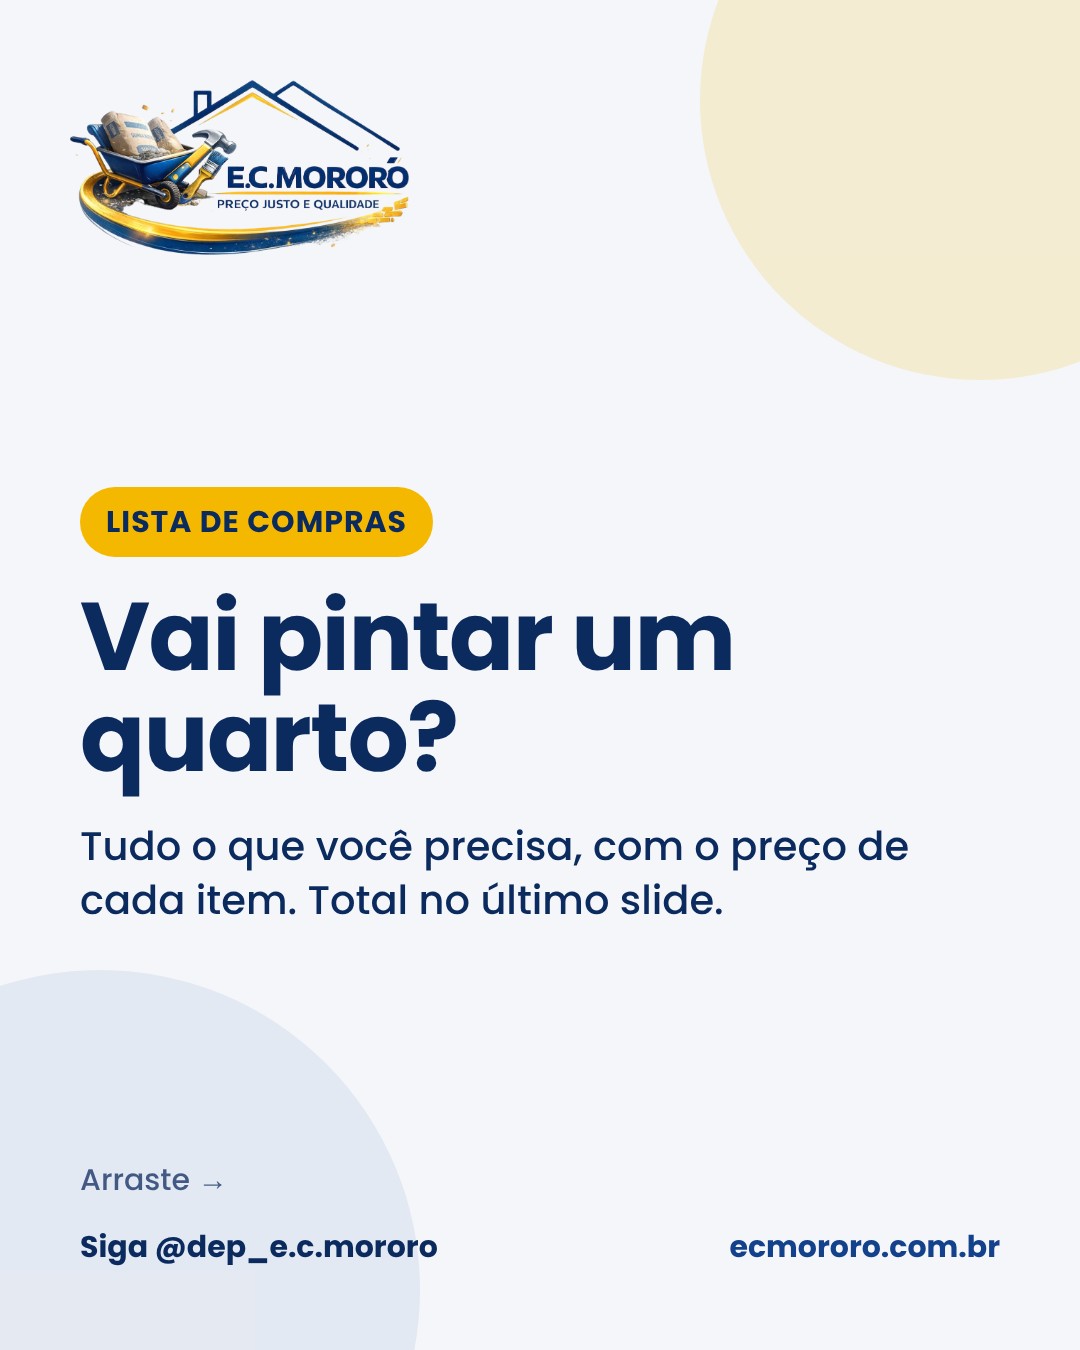 E.C.MORORÓ
PREÇO JUSTO E QUALIDADE
LISTA DE COMPRAS
Vai pintar um
quarto?
Tudo o que você precisa, com o preço de
cada item. Total no último slide.
Arraste →
Siga @dep_e.c.mororo
ecmororo.com.br